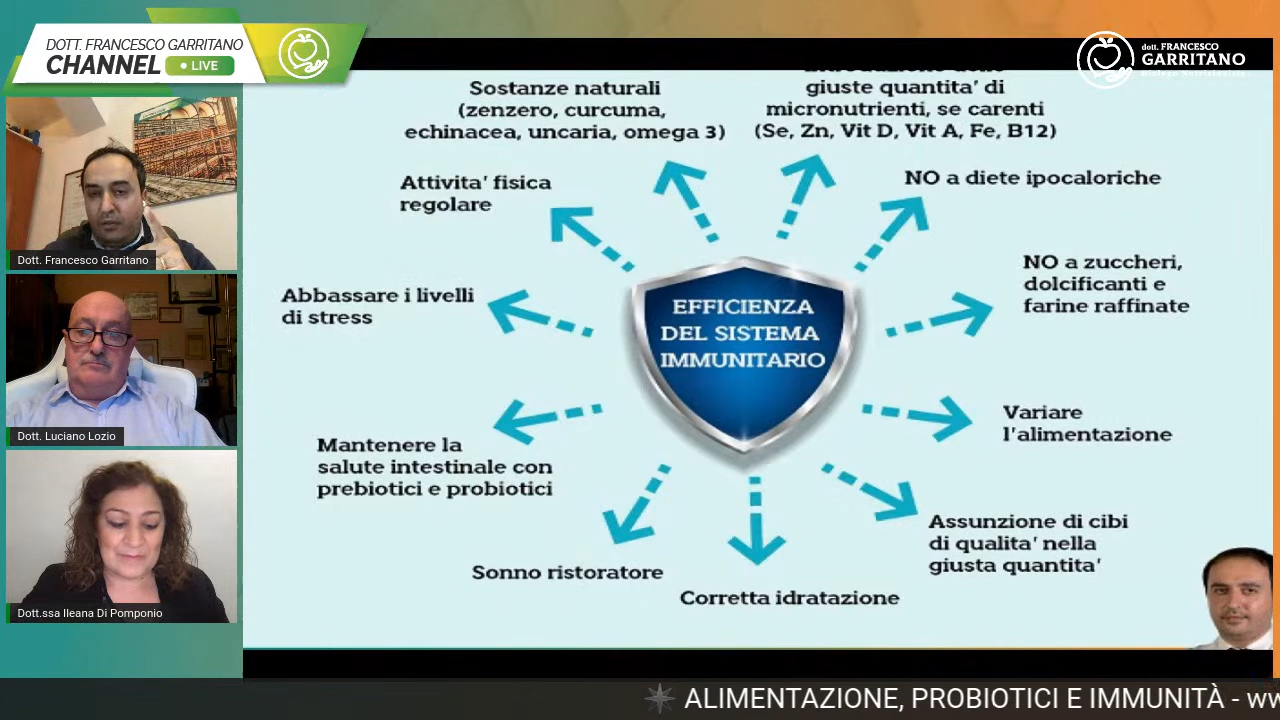 DOTT. FRANCESCO GARRITANO
CHANNEL
• LIVE
dott. FRANCESCO
GARRITANO
Biologo Nutrizionista
Dott. Francesco Garritano
Dott. Luciano Lozio
Dott.ssa Ileana Di Pomponio
Sostanze naturali
(zenzero, curcuma,
echinacea, uncaria, omega 3)
giuste quantita' di
micronutrienti, se carenti
(Se, Zn, Vit D, Vit A, Fe, B12)
Attivita' fisica
regolare
NO a diete ipocaloriche
Abbassare i livelli
di stress
NO a zuccheri,
dolcificanti e
farine raffinate
EFFICIENZA
DEL SISTEMA
IMMUNITARIO
Mantenere la
salute intestinale con
prebiotici e probiotici
Variare
l'alimentazione
Sonno ristoratore
Corretta idratazione
Assunzione di cibi
di qualita' nella
giusta quantita'
ALIMENTAZIONE, PROBIOTICI E IMMUNITÀ - ww